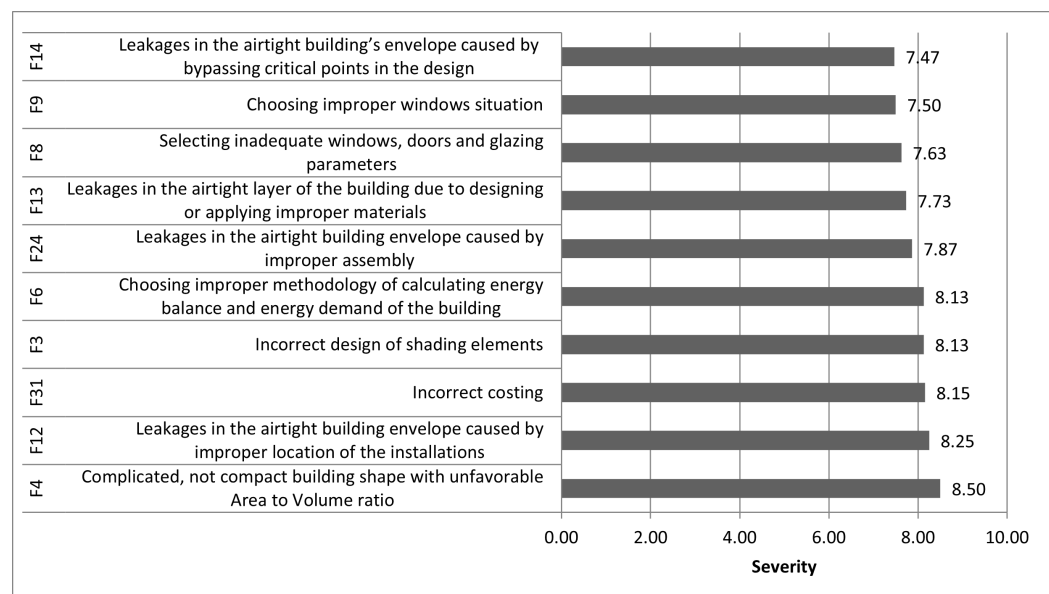 F14
Leakages in the airtight building’s envelope caused by
bypassing critical points in the design
7.47
F9
Choosing improper windows situation
7.50
F8
Selecting inadequate windows, doors and glazing
parameters
7.63
F13
Leakages in the airtight layer of the building due to designing
or applying improper materials
7.73
F24
Leakages in the airtight building envelope caused by
improper assembly
7.87
F6
Choosing improper methodology of calculating energy
balance and energy demand of the building
8.13
F3
Incorrect design of shading elements
8.13
F31
Incorrect costing
8.15
F12
Leakages in the airtight building envelope caused by
improper location of the installations
8.25
F4
Complicated, not compact building shape with unfavorable
Area to Volume ratio
8.50
0.00 2.00 4.00 6.00 8.00 10.00
Severity